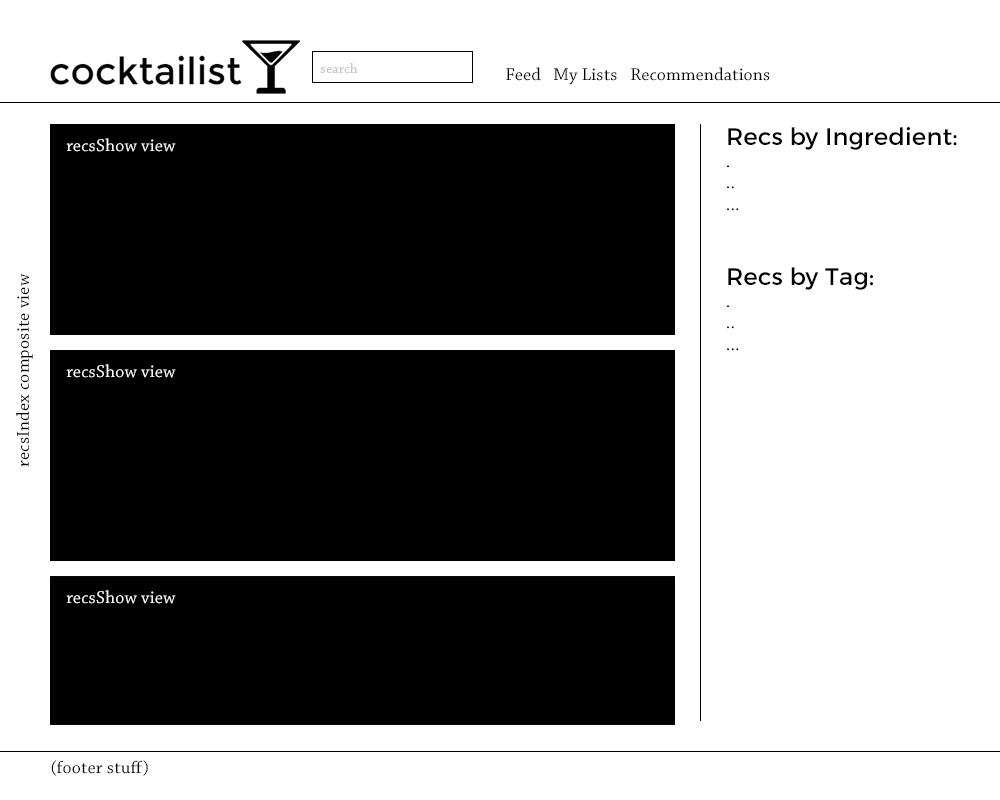 cocktailist
search
Feed My Lists Recommendations
recsIndex composite view
recsShow view
recsShow view
recsShow view
Recs by Ingredient:
.
..
...
Recs by Tag:
.
..
...
(footer stuff)